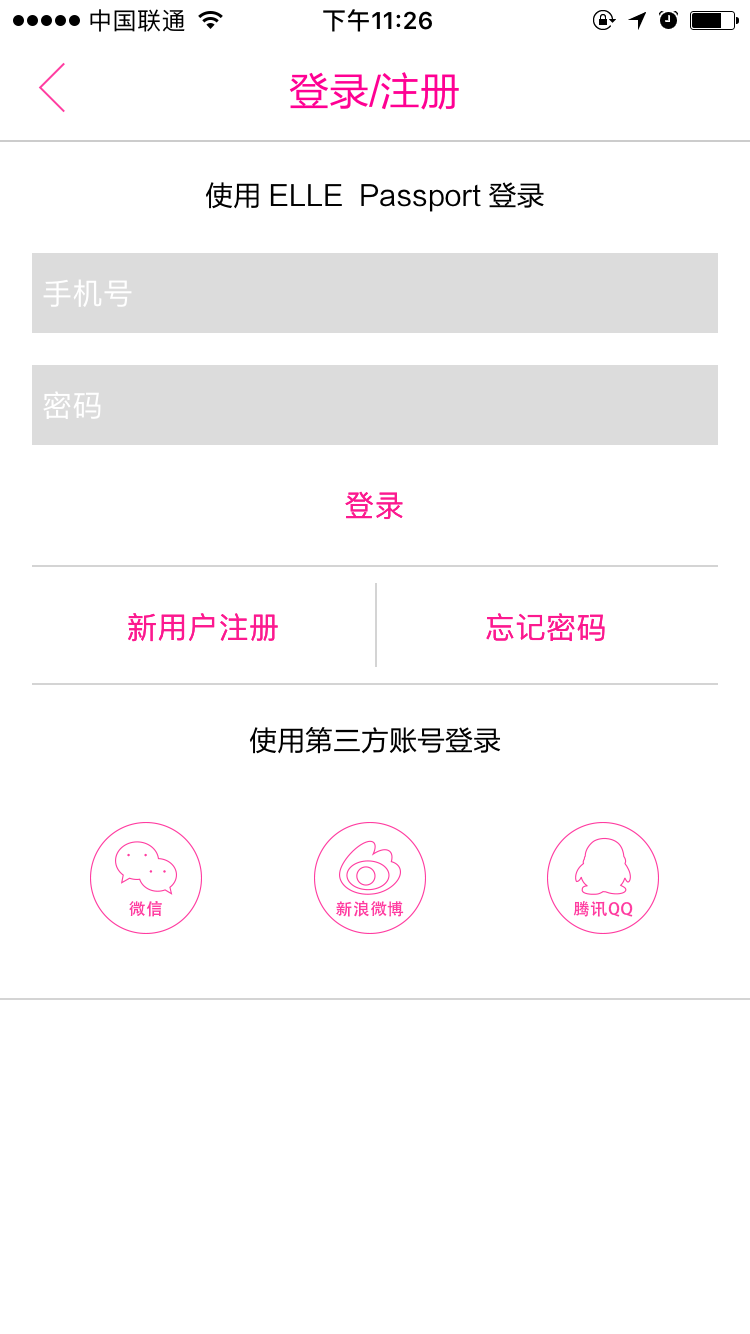 中国联通 下午11:26
登录/注册
使用 ELLE Passport 登录
手机号
密码
登录
新用户注册 忘记密码
使用第三方账号登录
微信 新浪微博 腾讯QQ